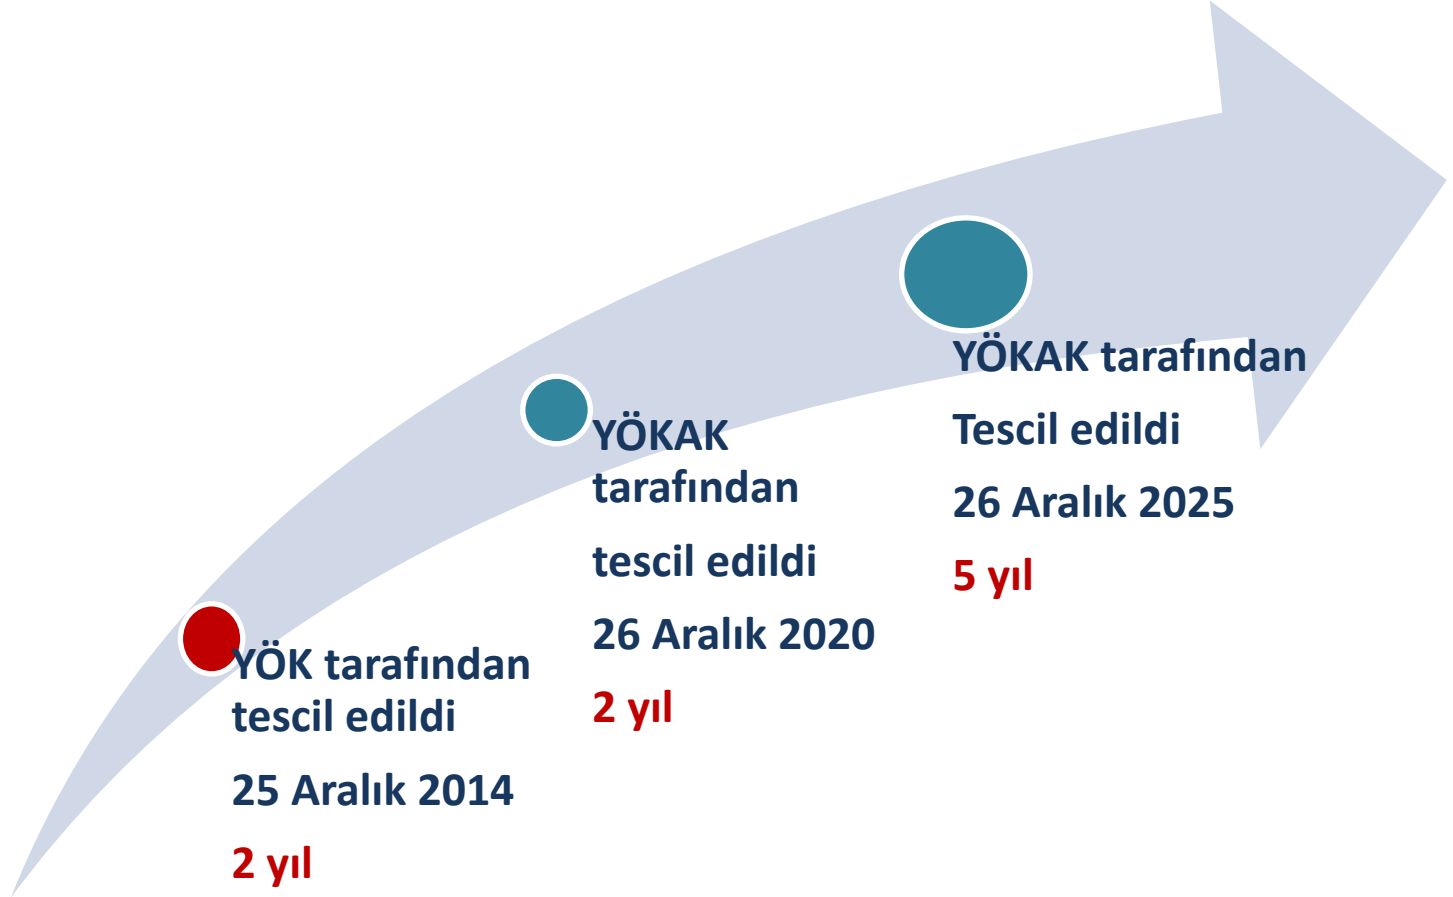 YÖK tarafından
tescil edildi
25 Aralık 2014
2 yıl
YÖKAK
tarafından
tescil edildi
26 Aralık 2020
2 yıl
YÖKAK tarafından
Tescil edildi
26 Aralık 2025
5 yıl